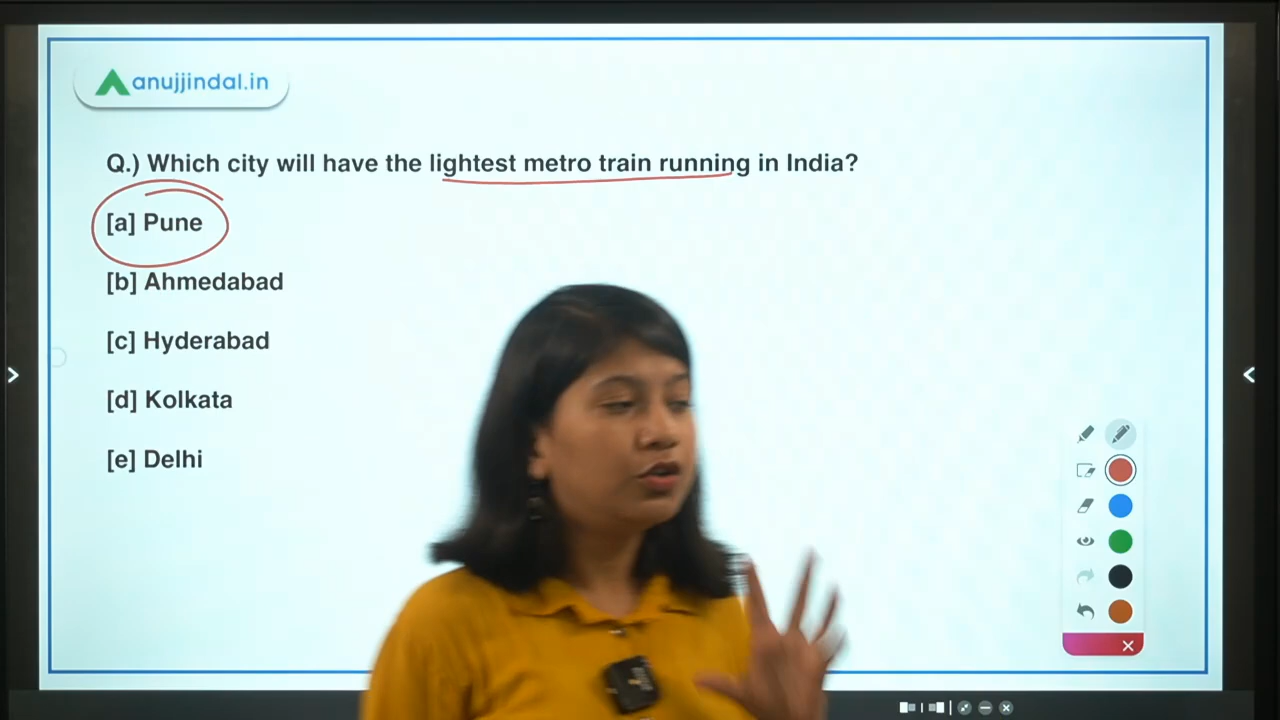 anujjindal.in
Q.) Which city will have the lightest metro train running in India?
[a] Pune
[b] Ahmedabad
[c] Hyderabad
[d] Kolkata
[e] Delhi